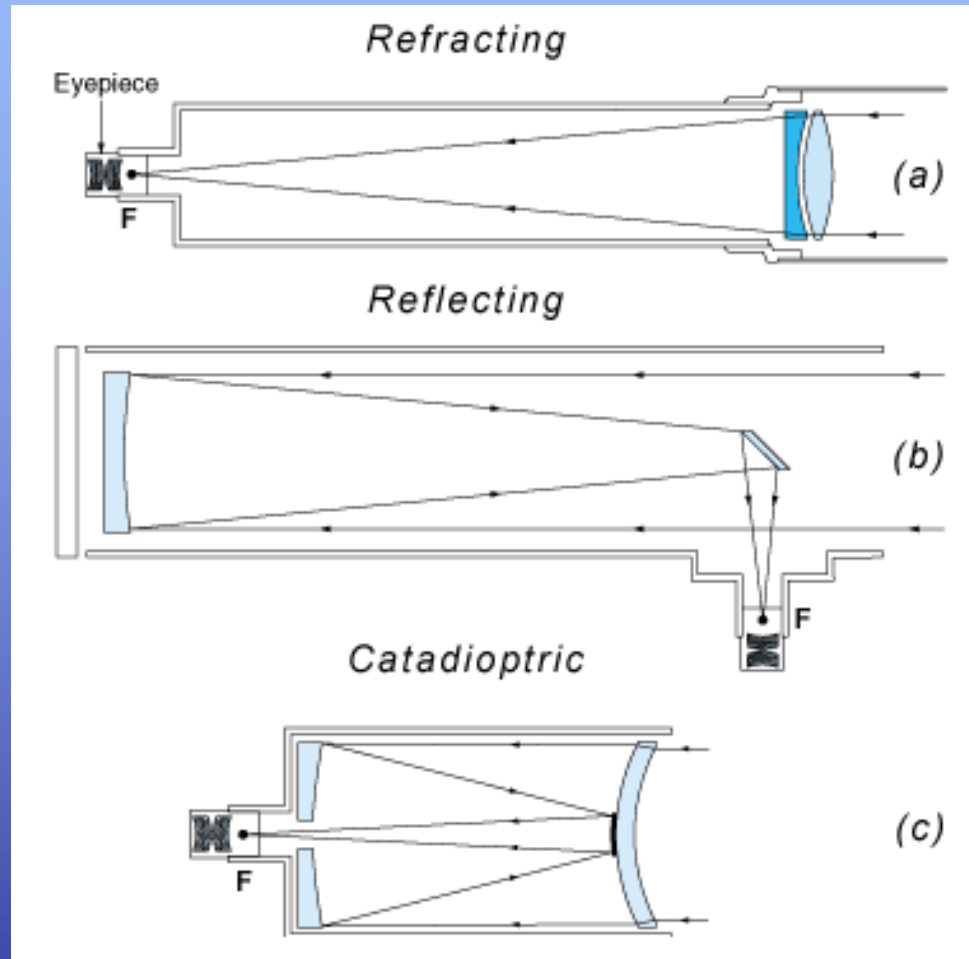 Refracting
Eyepiece
(a)
F
Reflecting
(b)
F
Catadioptric
(c)
F